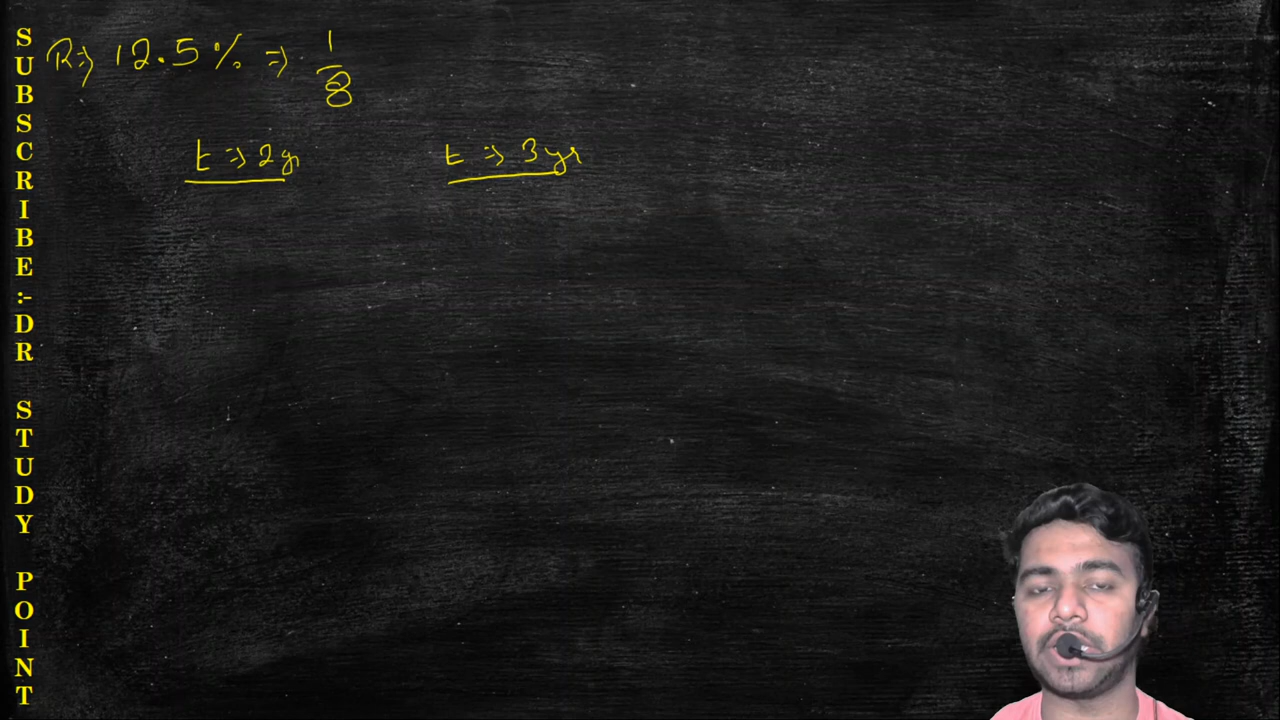 SUBSCRIBE:-DR STUDY POINT
R⇒ 12.5% ⇒ 1/8
t ⇒ 2yr
t ⇒ 3yr